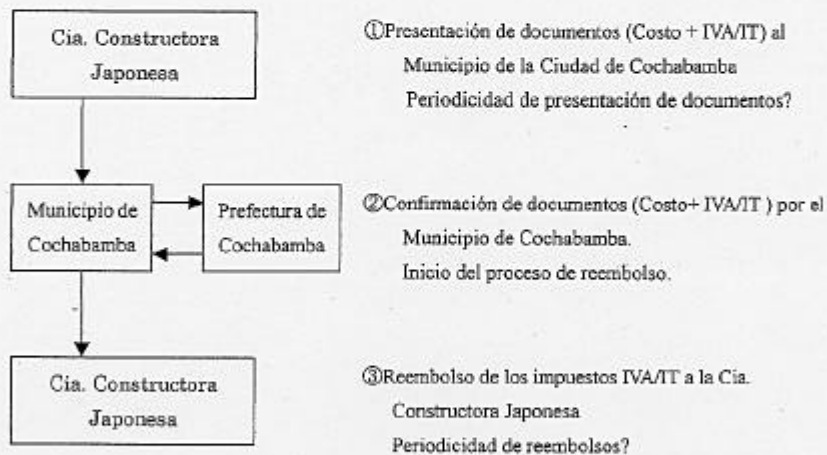 Cia. Constructora
Japonesa
①Presentación de documentos (Costo + IVA/IT) al
Municipio de la Ciudad de Cochabamba
Periodicidad de presentación de documentos?
Municipio de
Cochabamba
Prefectura de
Cochabamba
②Confirmación de documentos (Costo+ IVA/IT ) por el
Municipio de Cochabamba.
Inicio del proceso de reembolso.
Cia. Constructora
Japonesa
③Reembolso de los impuestos IVA/IT a la Cia.
Constructora Japonesa
Periodicidad de reembolsos?